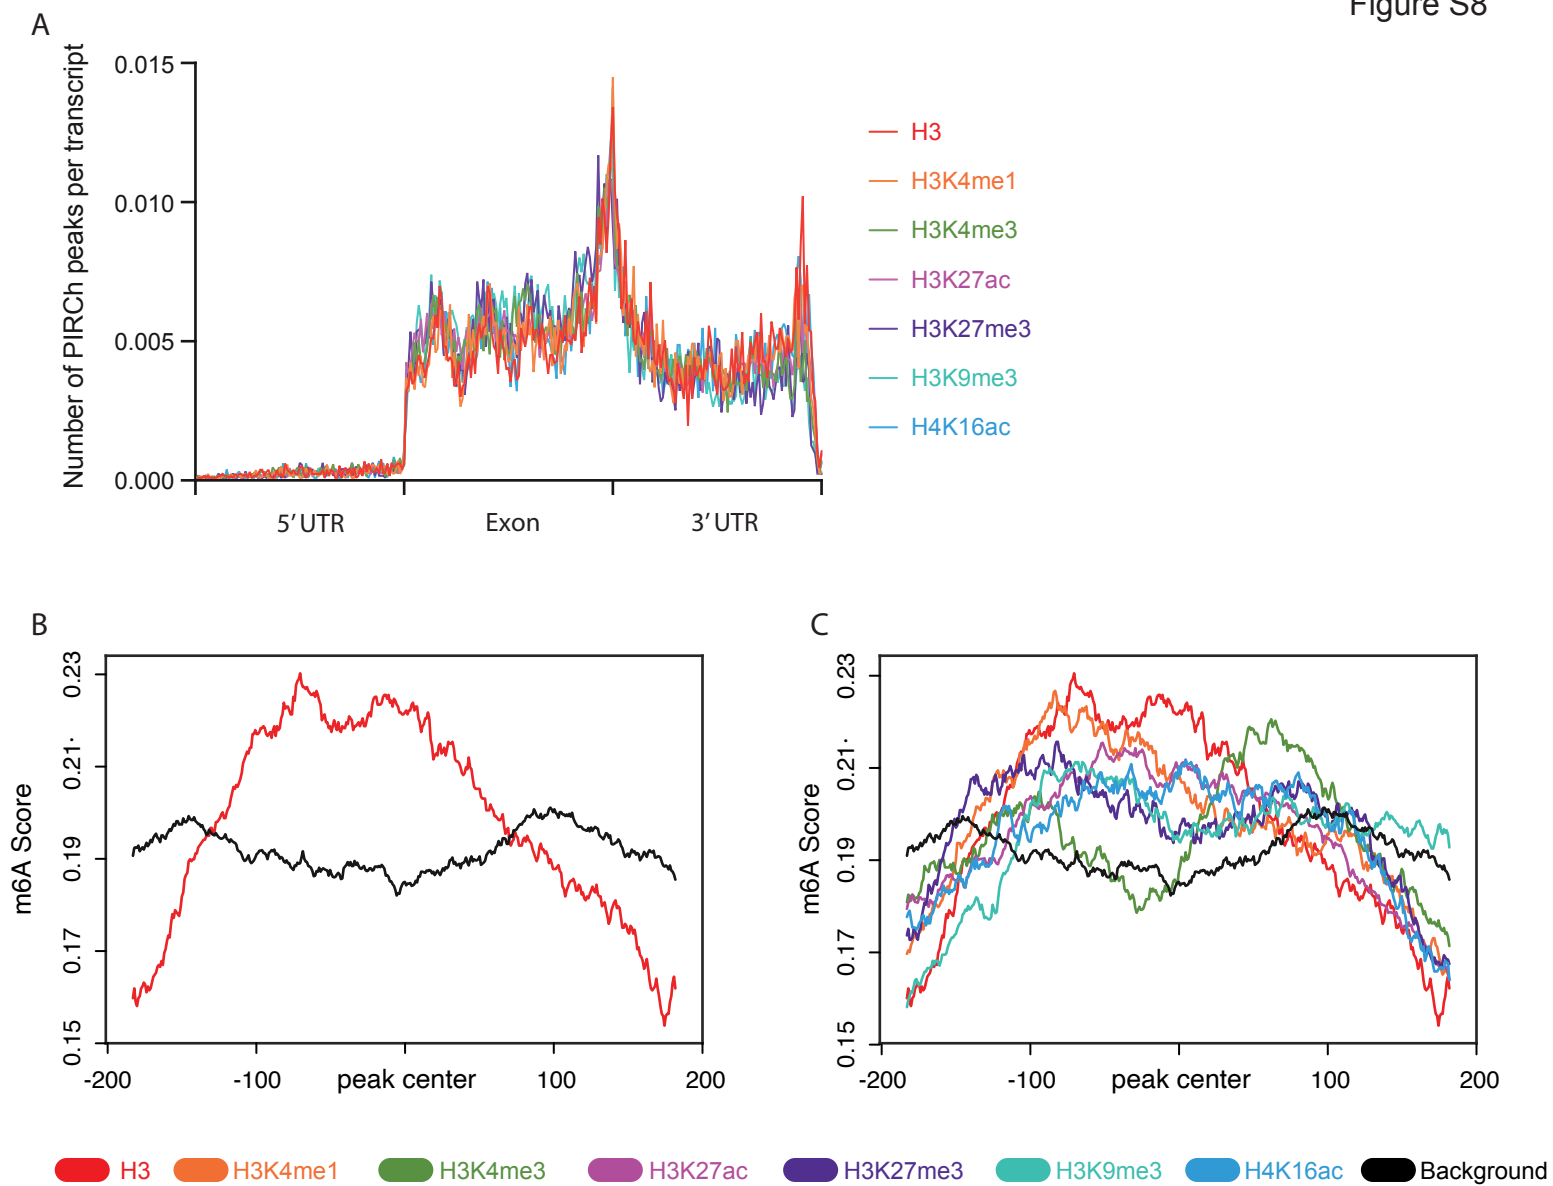 Figure S8
A
Number of PIRCh peaks per transcript
0.015
0.010
0.005
0.000
5' UTR
Exon
3' UTR
H3
H3K4me1
H3K4me3
H3K27ac
H3K27me3
H3K9me3
H4K16ac
B
m6A Score
0.23
0.21
0.19
0.17
0.15
-200
-100
peak center
100
200
C
m6A Score
0.23
0.21
0.19
0.17
0.15
-200
-100
peak center
100
200
H3 H3K4me1 H3K4me3 H3K27ac H3K27me3 H3K9me3 H4K16ac Background